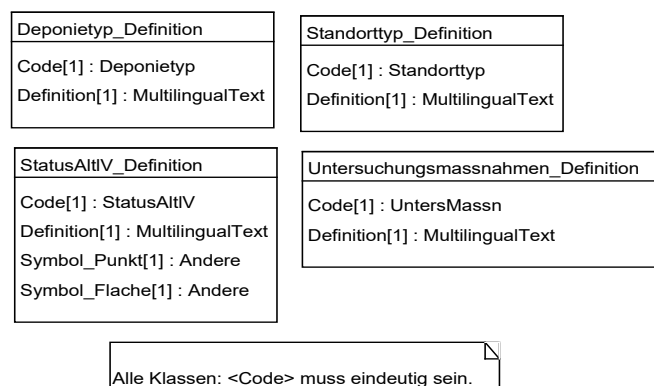 Deponietyp_Definition
Code[1] : Deponietyp
Definition[1] : MultilingualText
Standorttyp_Definition
Code[1] : Standorttyp
Definition[1] : MultilingualText
StatusAltlV_Definition
Code[1] : StatusAltlV
Definition[1] : MultilingualText
Symbol_Punkt[1] : Andere
Symbol_Flache[1] : Andere
Untersuchungsmassnahmen_Definition
Code[1] : UntersMassn
Definition[1] : MultilingualText
Alle Klassen: <Code> muss eindeutig sein.